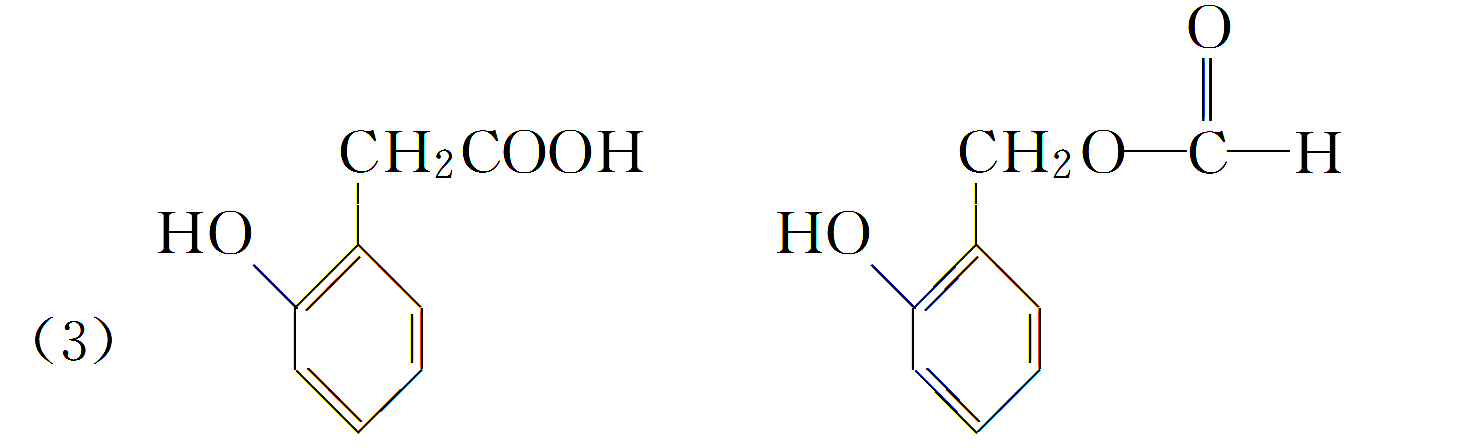 O
CH₂COOH CH₂O C H
HO HO
(3)